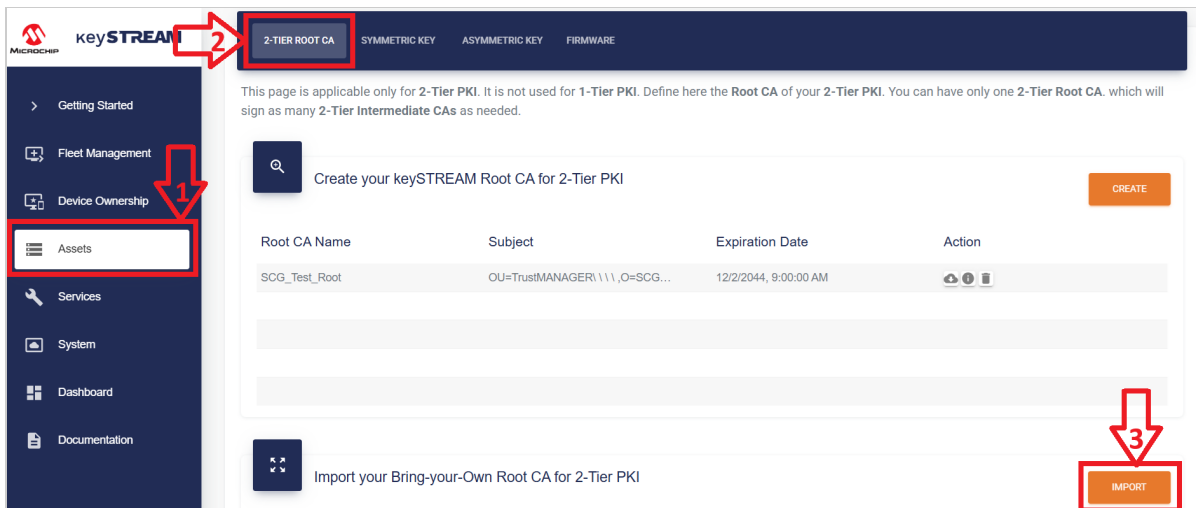 MICROCHIP
keySTREAM
2
2-TIER ROOT CA SYMMETRIC KEY ASYMMETRIC KEY FIRMWARE
This page is applicable only for 2-Tier PKI. It is not used for 1-Tier PKI. Define here the Root CA of your 2-Tier PKI. You can have only one 2-Tier Root CA. which will
sign as many 2-Tier Intermediate CAs as needed.
Getting Started
Fleet Management
Device Ownership
1
Assets
Services
System
Dashboard
Documentation
Create your keySTREAM Root CA for 2-Tier PKI
CREATE
Root CA Name Subject Expiration Date Action
SCG_Test_Root OU=TrustMANAGER\\\\,O=SCG... 12/2/2044, 9:00:00 AM
3
Import your Bring-your-Own Root CA for 2-Tier PKI
IMPORT